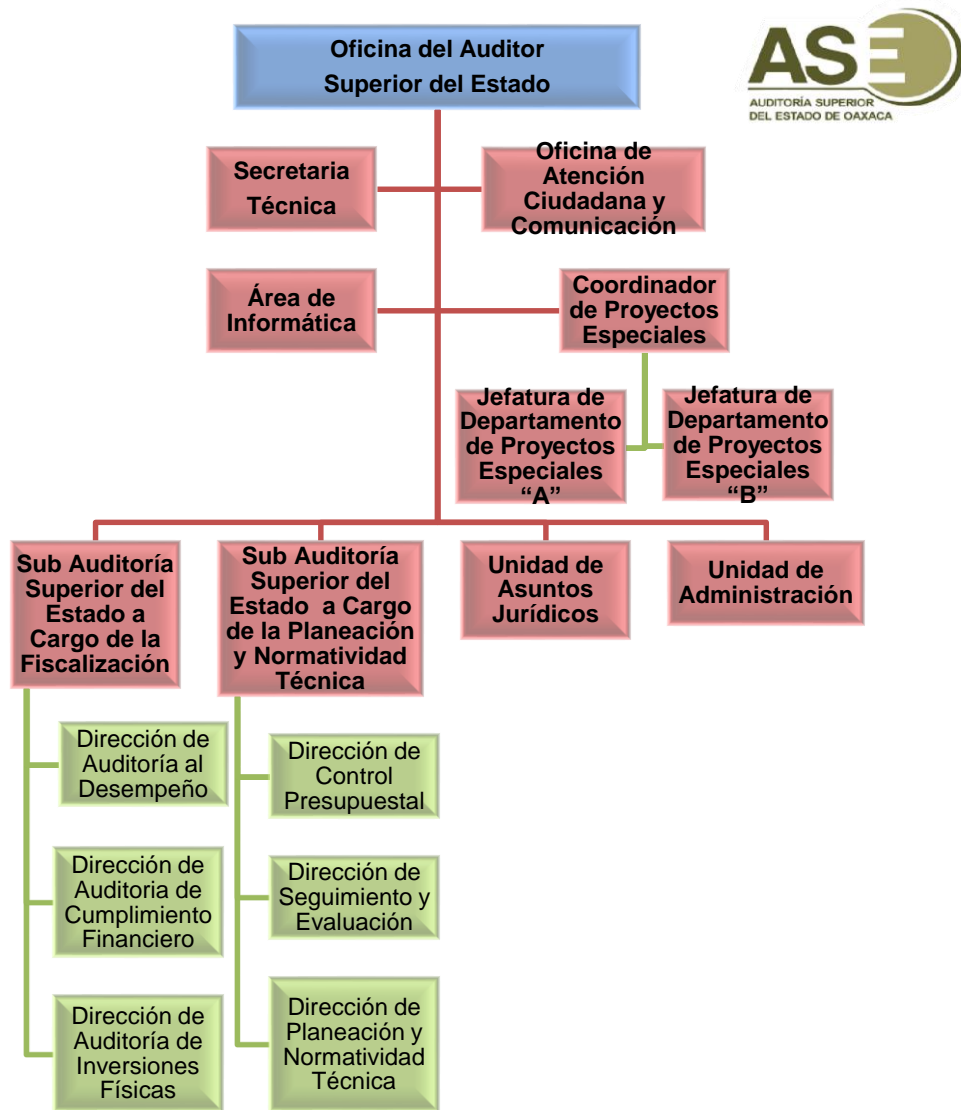 Oficina del Auditor
Superior del Estado
ASE
AUDITORÍA SUPERIOR
DEL ESTADO DE OAXACA
Secretaria
Técnica
Oficina de
Atención
Ciudadana y
Comunicación
Área de
Informática
Coordinador
de Proyectos
Especiales
Jefatura de
Departamento
de Proyectos
Especiales
“A”
Jefatura de
Departamento
de Proyectos
Especiales
“B”
Sub Auditoría
Superior del
Estado a
Cargo de la
Fiscalización
Sub Auditoría
Superior del
Estado a Cargo
de la Planeación
y Normatividad
Técnica
Unidad de
Asuntos
Jurídicos
Unidad de
Administración
Dirección de
Auditoría al
Desempeño
Dirección de
Auditoria de
Cumplimiento
Financiero
Dirección de
Auditoría de
Inversiones
Físicas
Dirección de
Control
Presupuestal
Dirección de
Seguimiento y
Evaluación
Dirección de
Planeación y
Normatividad
Técnica